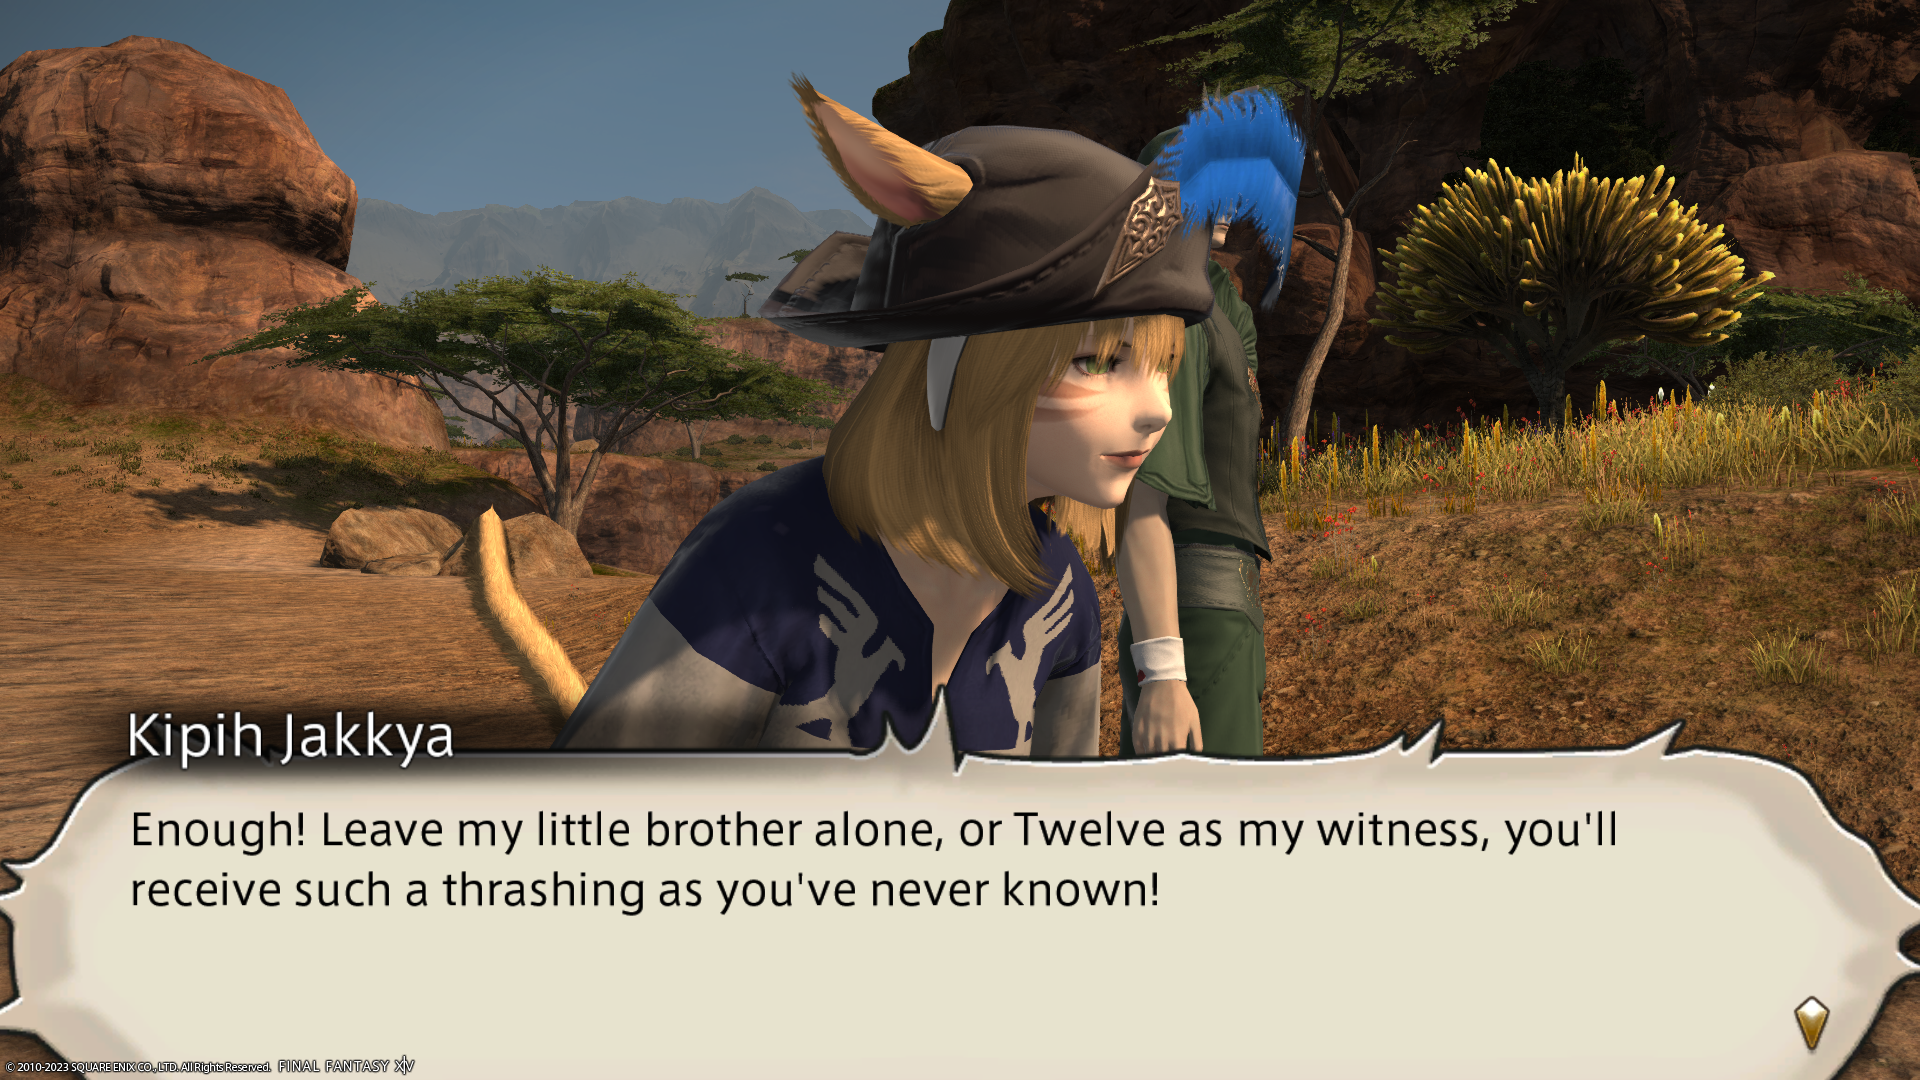 Kipih Jakkya
Enough! Leave my little brother alone, or Twelve as my witness, you'll
receive such a thrashing as you've never known!
© 2010-2023 SQUARE ENIX CO., LTD. All Rights Reserved. FINAL FANTASY XIV